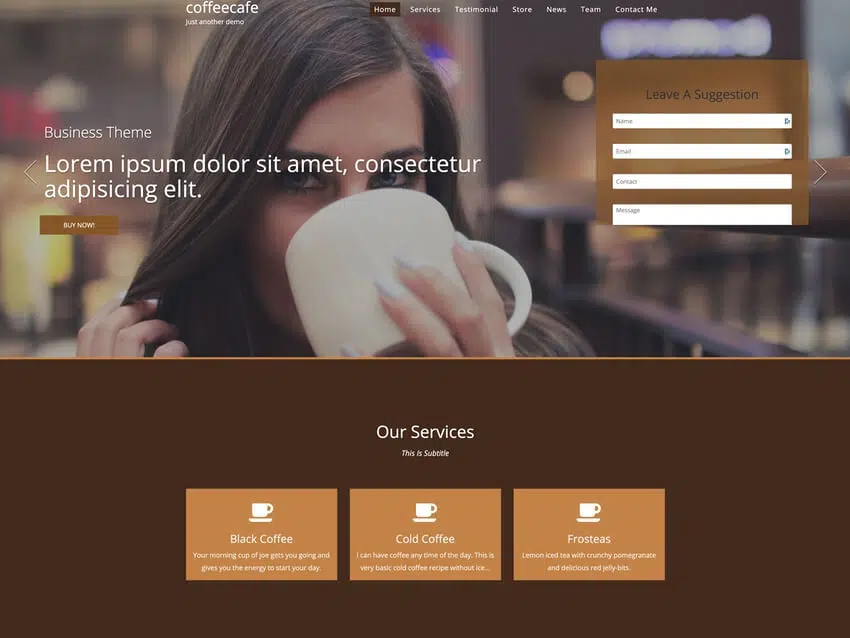 coffeecafe
Just another demo
Home Services Testimonial Store News Team Contact Me
Leave A Suggestion
Name
Email
Contact
Message
Business Theme
Lorem ipsum dolor sit amet, consectetur
adipisicing elit.
BUY NOW!
Our Services
This Is Subtitle
Black Coffee
Your morning cup of joe gets you going and
gives you the energy to start your day.
Cold Coffee
I can have coffee any time of the day. This is
very basic cold coffee recipe without ice...
Frosteas
Lemon iced tea with crunchy pomegranate
and delicious red jelly-bits.